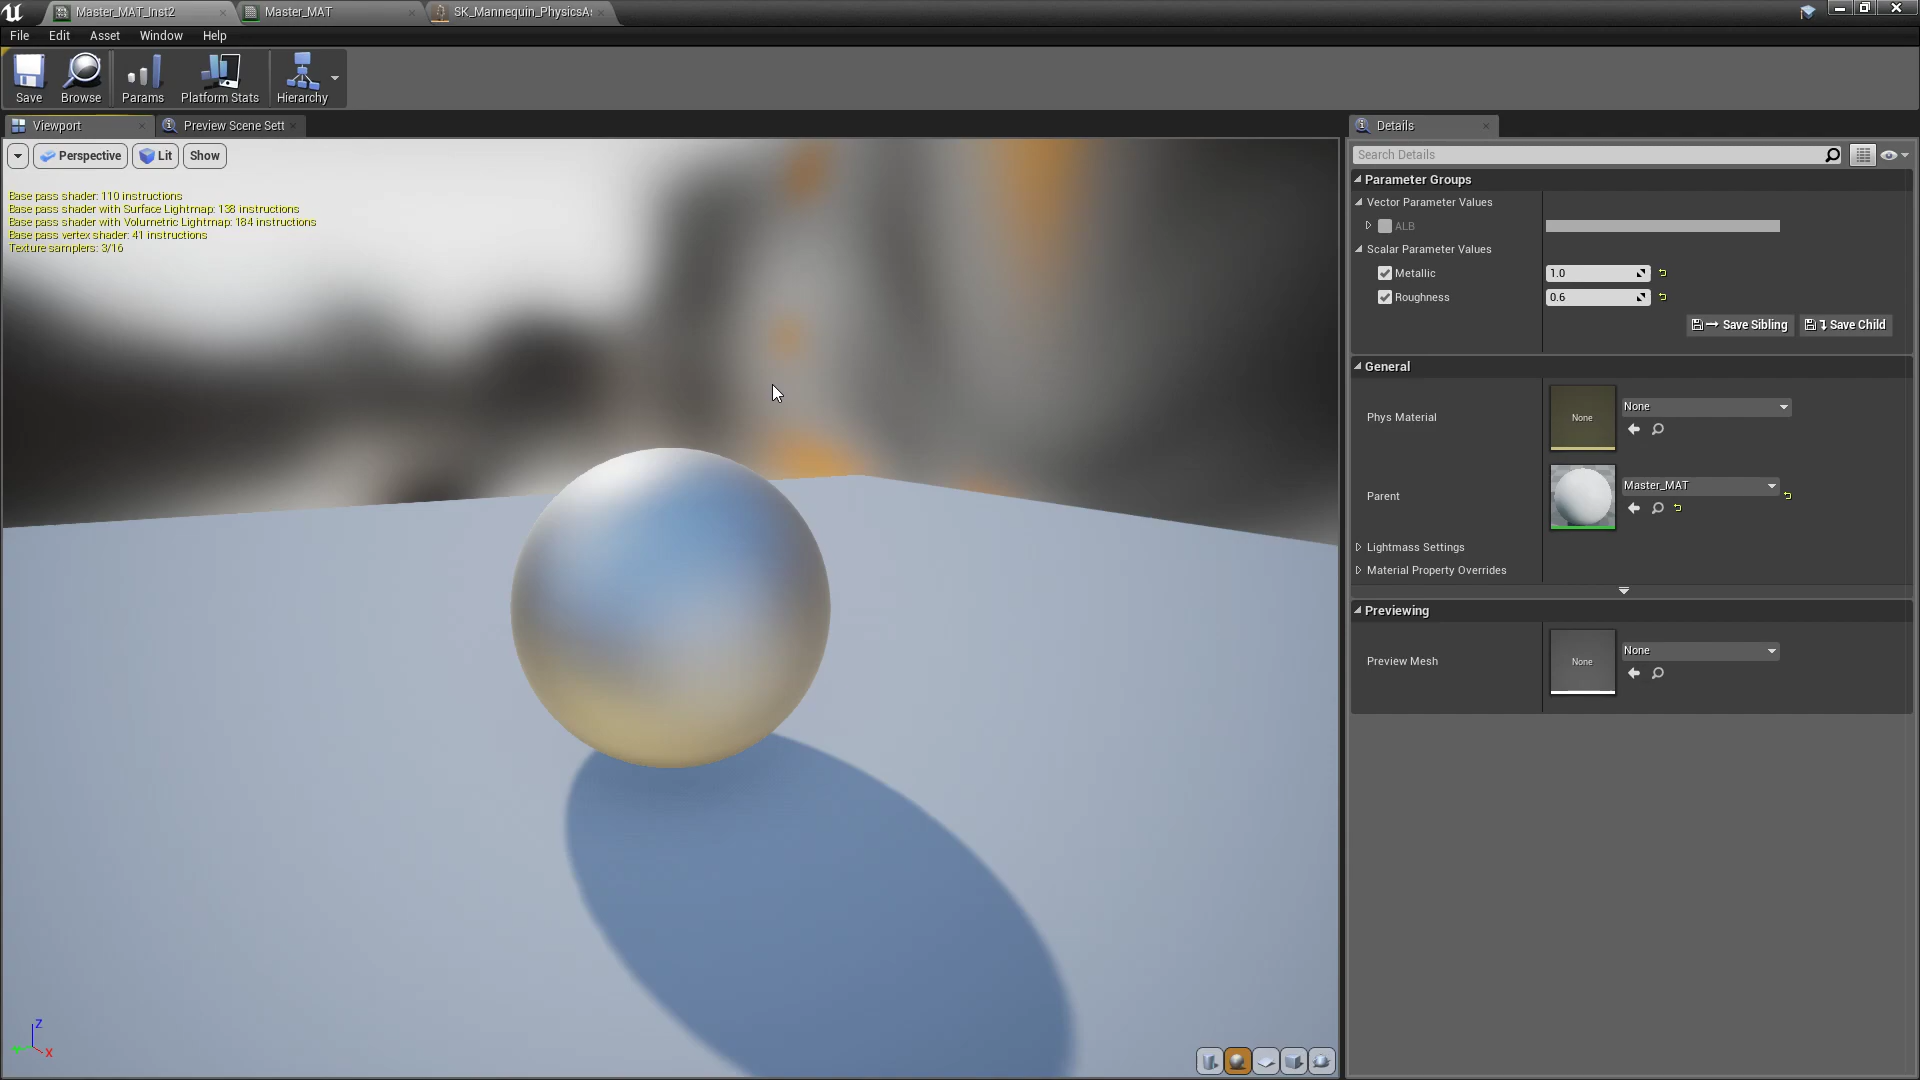 Master_MAT_Inst2
Master_MAT
SK_Mannequin_PhysicsA
File Edit Asset Window Help
Save Browse Params Platform Stats Hierarchy
Viewport
Preview Scene Sett
Details
Perspective Lit Show
Search Details
Base pass shader: 110 instructions
Base pass shader with Surface Lightmap: 138 instructions
Base pass shader with Volumetric Lightmap: 184 instructions
Base pass vertex shader: 41 instructions
Texture samplers: 3/16
Parameter Groups
Vector Parameter Values
ALB
Scalar Parameter Values
Metallic 1.0
Roughness 0.6
Save Sibling Save Child
General
Phys Material None None
Parent Master_MAT
Lightmass Settings
Material Property Overrides
Previewing
Preview Mesh None None
Z
X